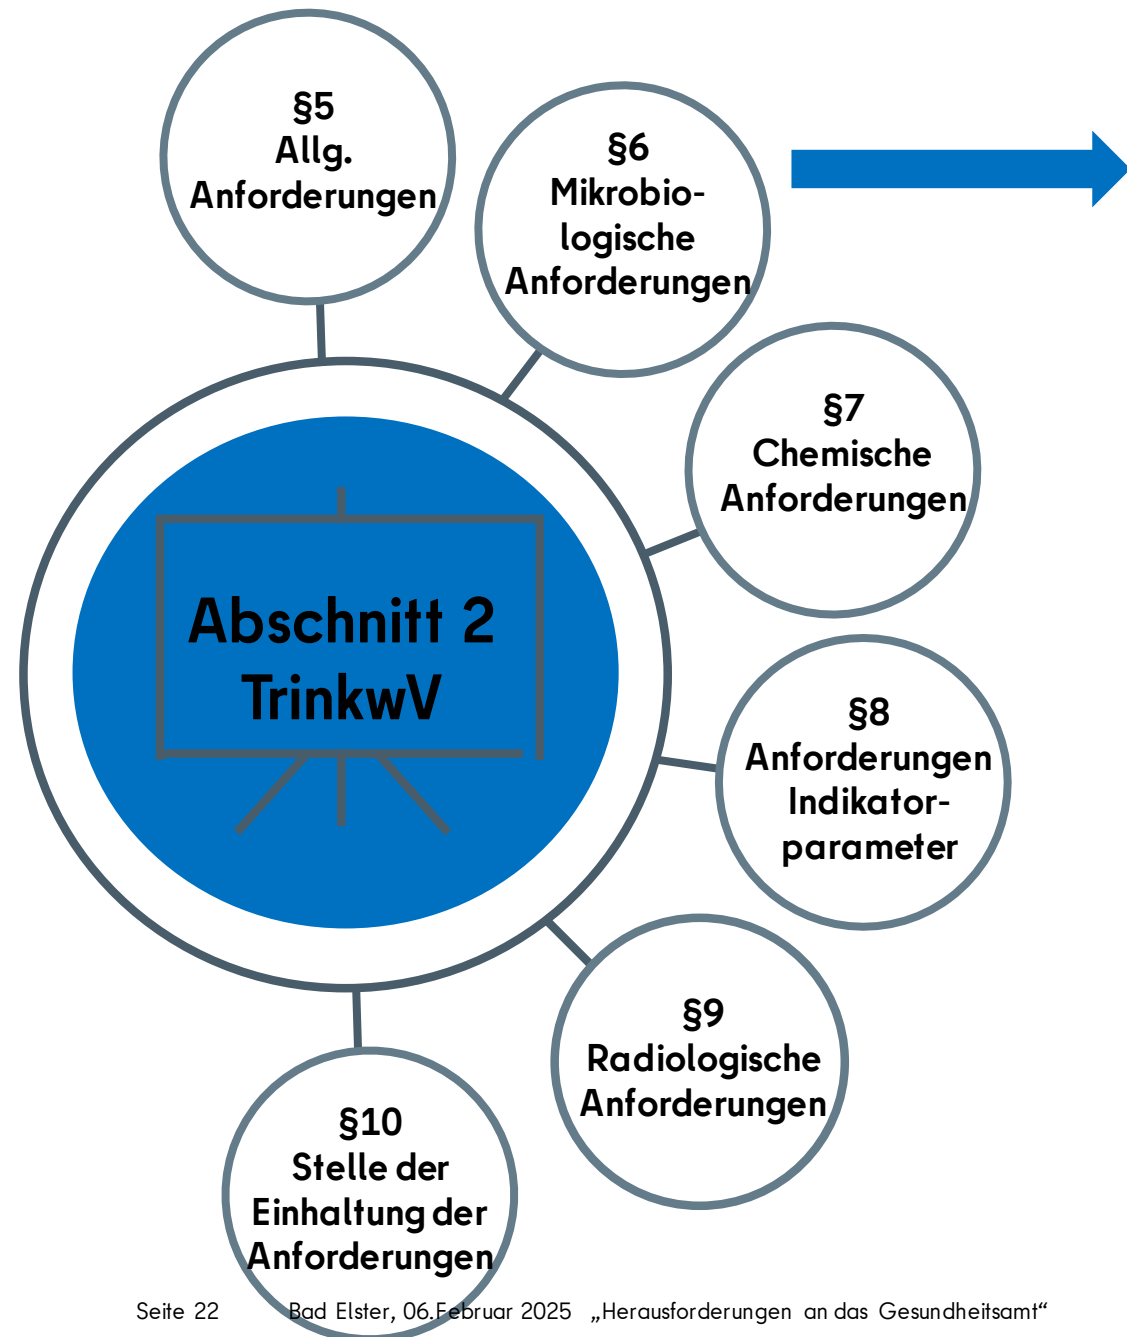 §5
Allg.
Anforderungen
§6
Mikrobio-
logische
Anforderungen
§7
Chemische
Anforderungen
Abschnitt 2
TrinkwV
§8
Anforderungen
Indikator-
parameter
§9
Radiologische
Anforderungen
§10
Stelle der
Einhaltung der
Anforderungen
Seite 22 Bad Elster, 06.Februar 2025 „Herausforderungen an das Gesundheitsamt“